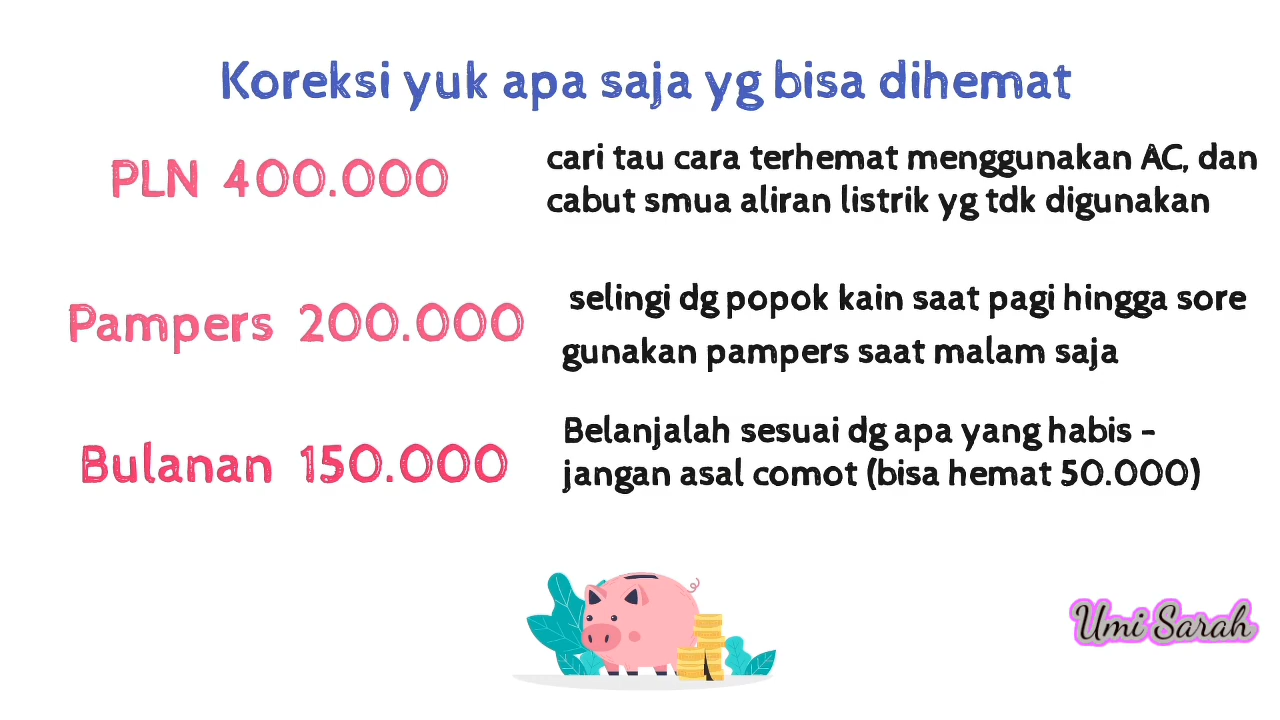 Koreksi yuk apa saja yg bisa dihemat
PLN 400.000
cari tau cara terhemat menggunakan AC, dan
cabut smua aliran listrik yg tdk digunakan
Pampers 200.000
selingi dg popok kain saat pagi hingga sore
gunakan pampers saat malam saja
Bulanan 150.000
Belanjalah sesuai dg apa yang habis -
jangan asal comot (bisa hemat 50.000)
Umi Sarah